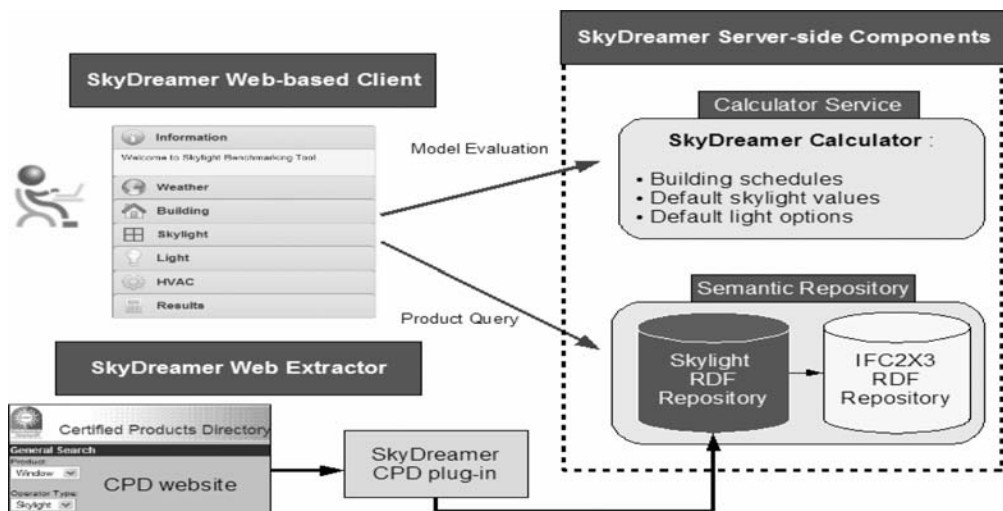 SkyDreamer Server-side Components
SkyDreamer Web-based Client
Information
Welcome to Skylight Benchmarking Tool
Weather
Building
Skylight
Light
HVAC
Results
Model Evaluation
Product Query
Calculator Service
SkyDreamer Calculator :
• Building schedules
• Default skylight values
• Default light options
Semantic Repository
Skylight
RDF
Repository
IFC2X3
RDF
Repository
SkyDreamer Web Extractor
Certified Products Directory
General Search
Product:
Window
Operator Type:
Skylight
CPD website
SkyDreamer
CPD plug-in